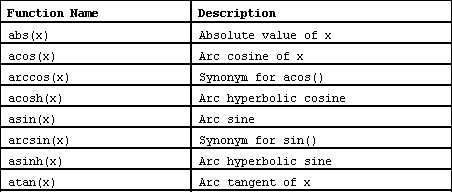 Function Name Description
abs(x) Absolute value of x
acos(x) Arc cosine of x
arccos(x) Synonym for acos()
acosh(x) Arc hyperbolic cosine
asin(x) Arc sine
arcsin(x) Synonym for sin()
asinh(x) Arc hyperbolic sine
atan(x) Arc tangent of x